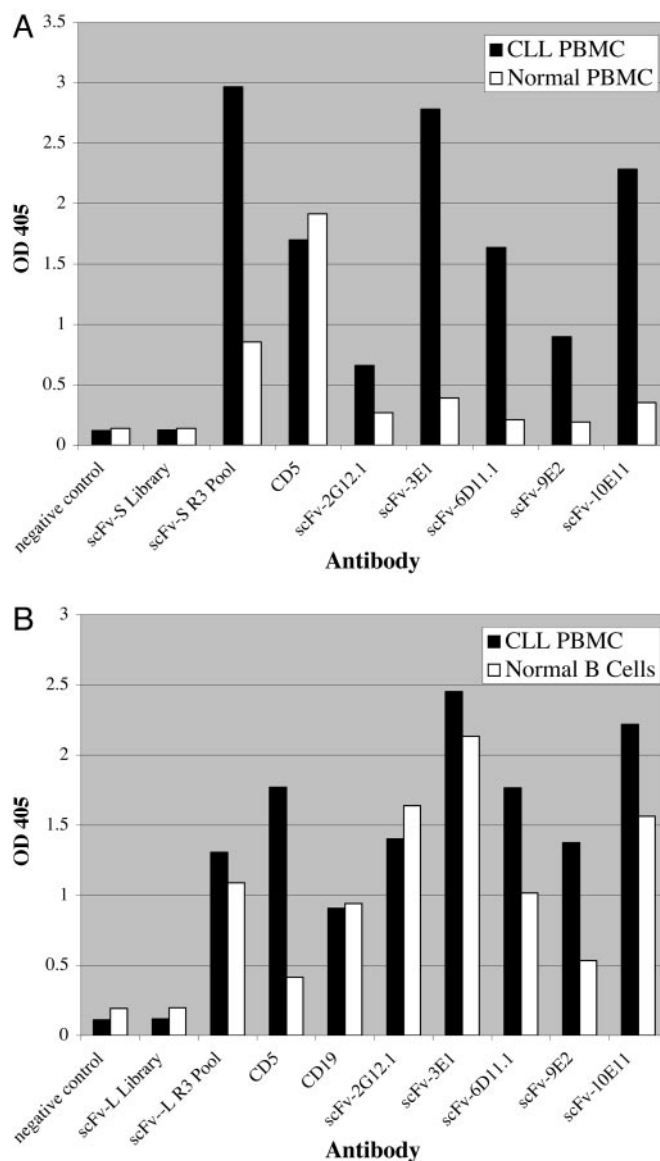 A
3.5
3
2.5
2
1.5
1
0.5
0
OD 405
CLL PBMC
Normal PBMC
negative control
scFv-S Library
scFv-S R3 Pool
CD5
scFv-2G12.1
scFv-3E1
scFv-6D11.1
scFv-9E2
scFv-10E11
Antibody
B
3
2.5
2
1.5
1
0.5
0
OD 405
CLL PBMC
Normal B Cells
negative control
scFv-L Library
scFv--L R3 Pool
CD5
CD19
scFv-2G12.1
scFv-3E1
scFv-6D11.1
scFv-9E2
scFv-10E11
Antibody